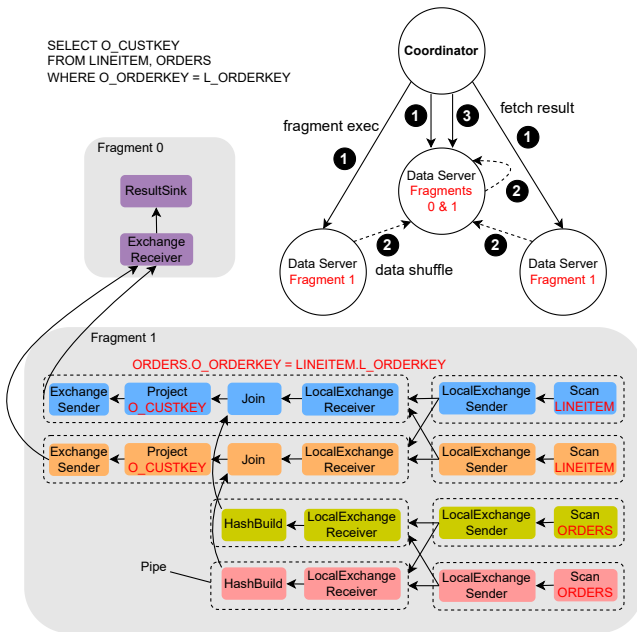 SELECT O_CUSTKEY
FROM LINEITEM, ORDERS
WHERE O_ORDERKEY = L_ORDERKEY
Coordinator
fragment exec
fetch result
1
1
3
1
Data Server
Fragments
0 & 1
2
2
2
data shuffle
Data Server
Fragment 1
Data Server
Fragment 1
Fragment 0
ResultSink
Exchange
Receiver
Fragment 1
ORDERS.O_ORDERKEY = LINEITEM.L_ORDERKEY
Exchange
Sender
Project
O_CUSTKEY
Join
LocalExchange
Receiver
LocalExchange
Sender
Scan
LINEITEM
Exchange
Sender
Project
O_CUSTKEY
Join
LocalExchange
Receiver
LocalExchange
Sender
Scan
LINEITEM
HashBuild
LocalExchange
Receiver
LocalExchange
Sender
Scan
ORDERS
Pipe
HashBuild
LocalExchange
Receiver
LocalExchange
Sender
Scan
ORDERS